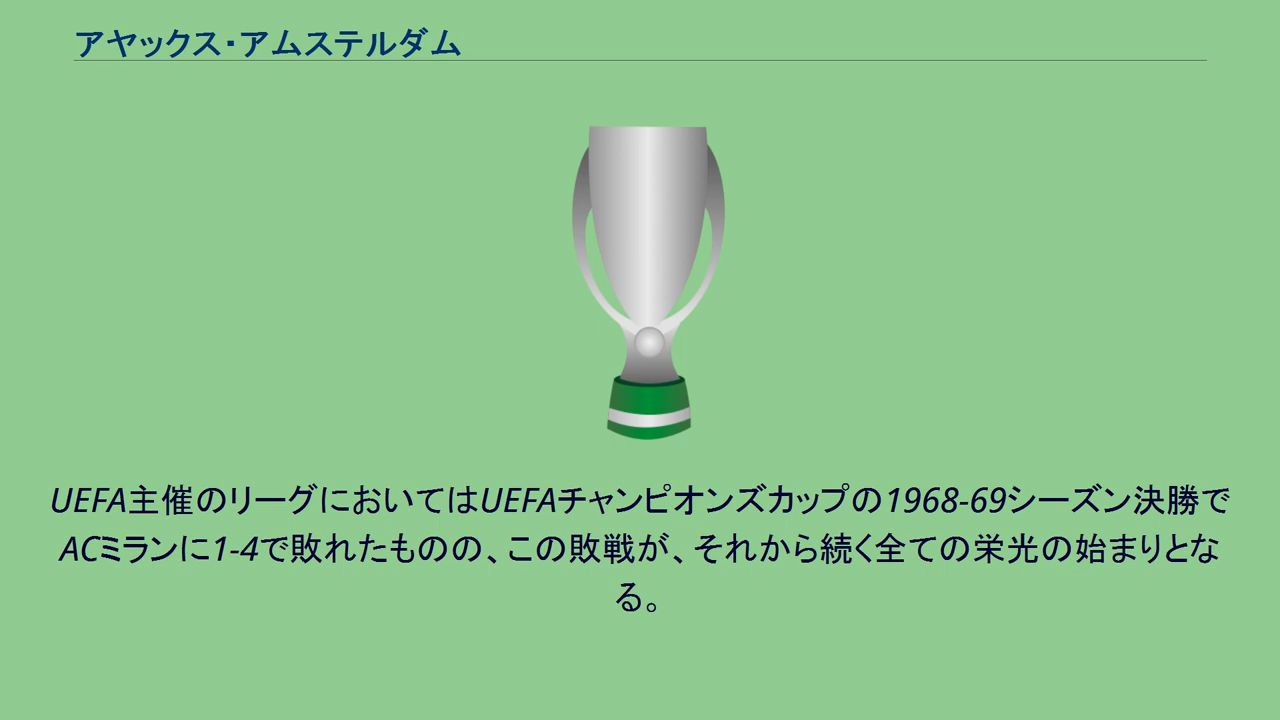 アヤックス・アムステルダム
UEFA主催のリーグにおいてはUEFAチャンピオンズカップの1968-69シーズン決勝で
ACミランに1-4で敗れたものの、この敗戦が、それから続く全ての栄光の始まりとな
る。